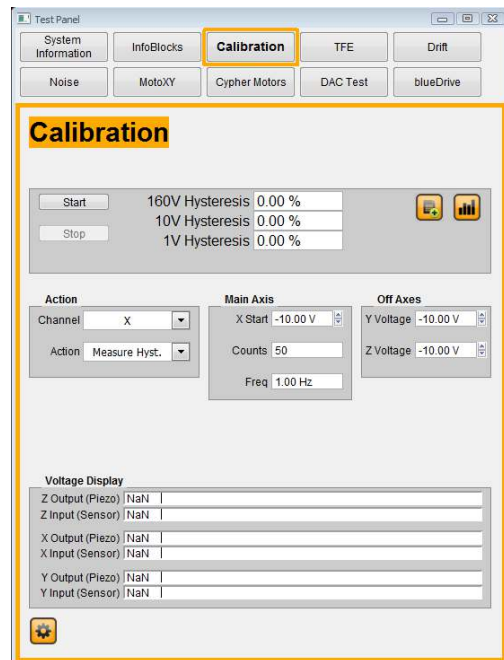 Test Panel
System Information
InfoBlocks
Calibration
TFE
Drift
Noise
MotoXY
Cypher Motors
DAC Test
blueDrive
Calibration
Start
160V Hysteresis 0.00 %
10V Hysteresis 0.00 %
Stop
1V Hysteresis 0.00 %
Action
Channel X
Action Measure Hyst.
Main Axis
X Start -10.00 V
Counts 50
Freq 1.00 Hz
Off Axes
Y Voltage -10.00 V
Z Voltage -10.00 V
Voltage Display
Z Output (Piezo) NaN
Z Input (Sensor) NaN
X Output (Piezo) NaN
X Input (Sensor) NaN
Y Output (Piezo) NaN
Y Input (Sensor) NaN